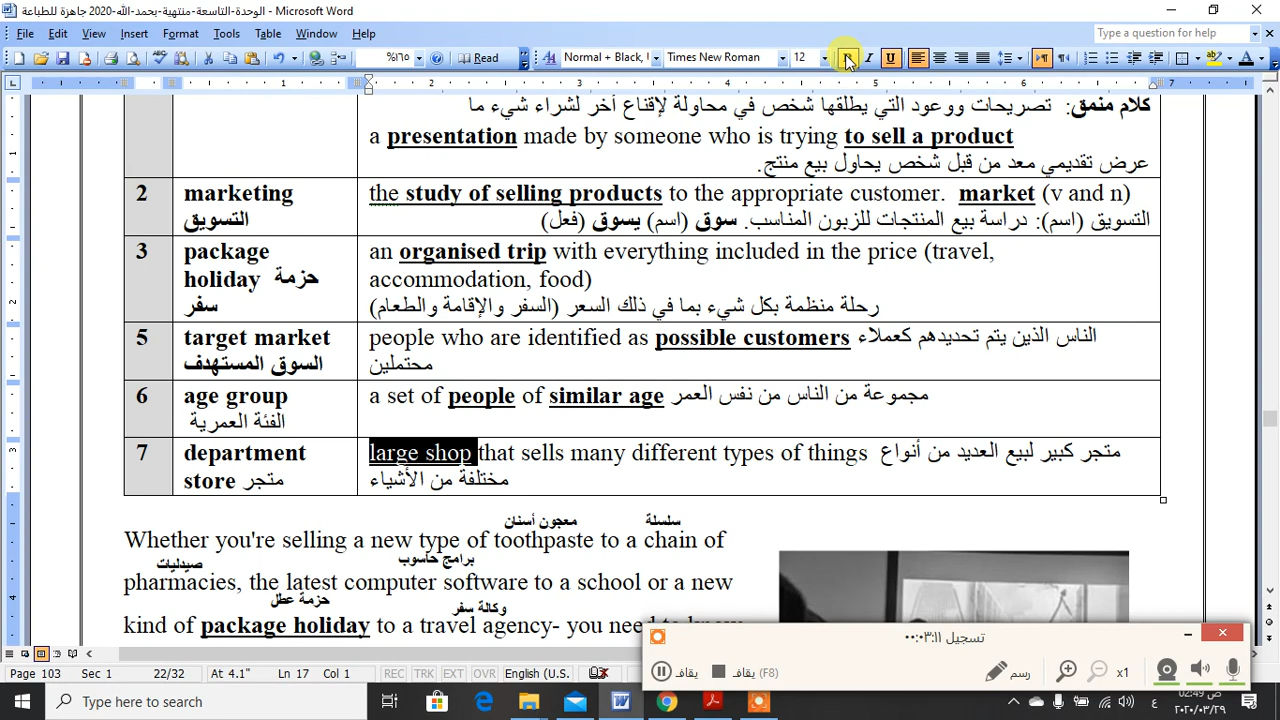 الوحدة-التاسعة-منتهية-بحمد-الله-2020 جاهزة للطباعة - Microsoft Word
File Edit View Insert Format Tools Table Window Help
Type a question for help
%١٦٥ Read Normal + Black, Times New Roman 12
كلام منمق: تصريحات ووعود التي يطلقها شخص في محاولة لإقناع أخر لشراء شيء ما
a presentation made by someone who is trying to sell a product
عرض تقديمي معد من قبل شخص يحاول بيع منتج.
2 marketing the study of selling products to the appropriate customer. market (v and n)
التسويق التسويق (اسم): دراسة بيع المنتجات للزبون المناسب. سوق (اسم) يسوق (فعل)
3 package an organised trip with everything included in the price (travel,
holiday حزمة accommodation, food)
سفر رحلة منظمة بكل شيء بما في ذلك السعر (السفر والإقامة والطعام)
5 target market people who are identified as possible customers الناس الذين يتم تحديدهم كعملاء
السوق المستهدف محتملين
6 age group a set of people of similar age مجموعة من الناس من نفس العمر
الفئة العمرية
7 department large shop that sells many different types of things متجر كبير لبيع العديد من أنواع
store متجر مختلفة من الأشياء
سلسلة معجون أسنان
Whether you're selling a new type of toothpaste to a chain of
برامج حاسوب صيدليات
pharmacies, the latest computer software to a school or a new
وكالة سفر حزمة عطل
kind of package holiday to a travel agency- you need to know
تسجيل ٠٠:٠٣:١١
يقاف يقاف (F8) رسم x1
Page 103 Sec 1 22/32 At 4.1" Ln 17 Col 1 REC TRK EXT OVR English (U.S.
Type here to search
ع ٠٢:٤٩ ص
٢٠٢٠/٠٣/٢٩